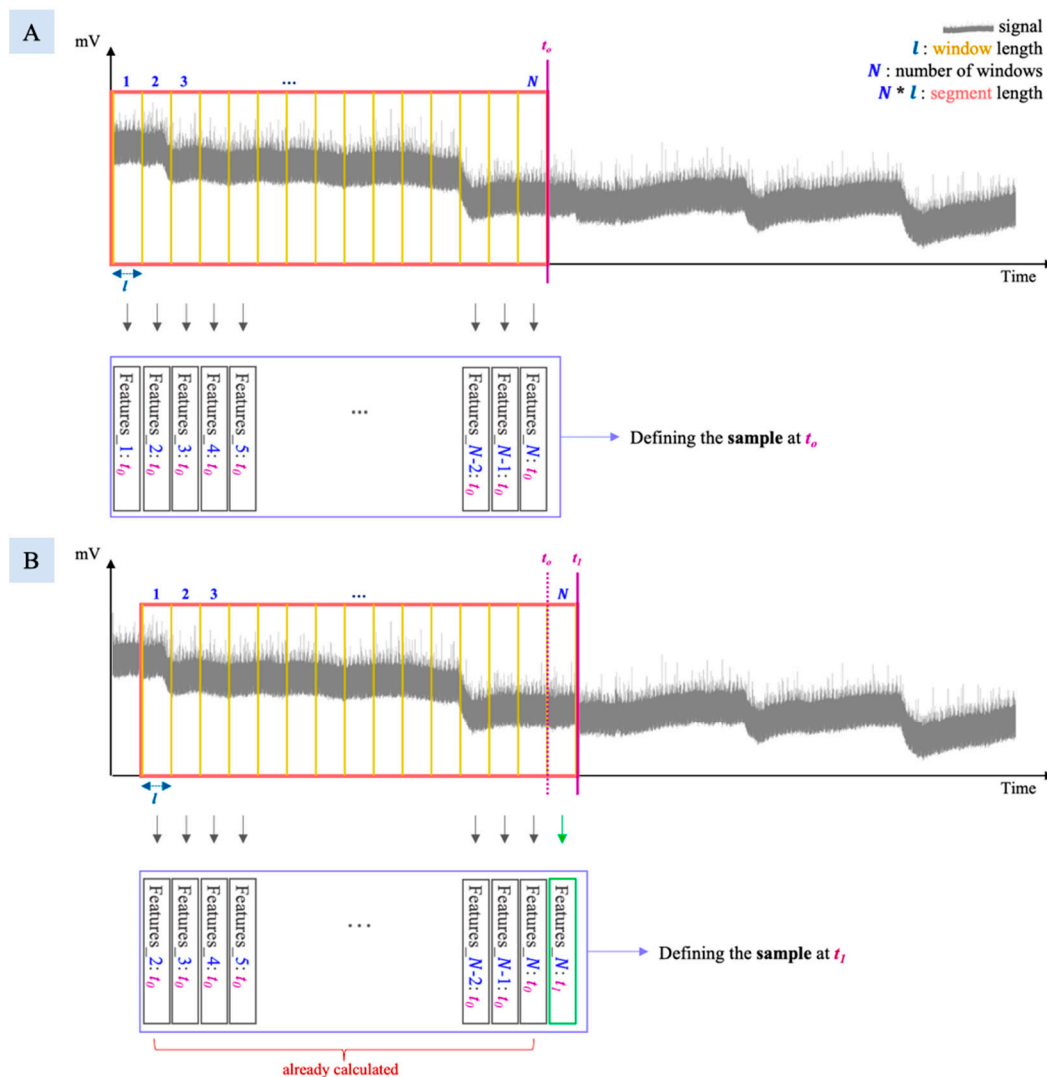 A
mV
t₀
signal
l : window length
N : number of windows
N * l : segment length
1 2 3 ... N
Time
l
Features_1: t₀
Features_2: t₀
Features_3: t₀
Features_4: t₀
Features_5: t₀
...
Features_N-2: t₀
Features_N-1: t₀
Features_N: t₀
Defining the sample at t₀
B
mV
t₀ t₁
1 2 3 ... N
Time
l
Features_2: t₀
Features_3: t₀
Features_4: t₀
Features_5: t₀
...
Features_N-2: t₀
Features_N-1: t₀
Features_N: t₀
Features_N: t₁
Defining the sample at t₁
already calculated